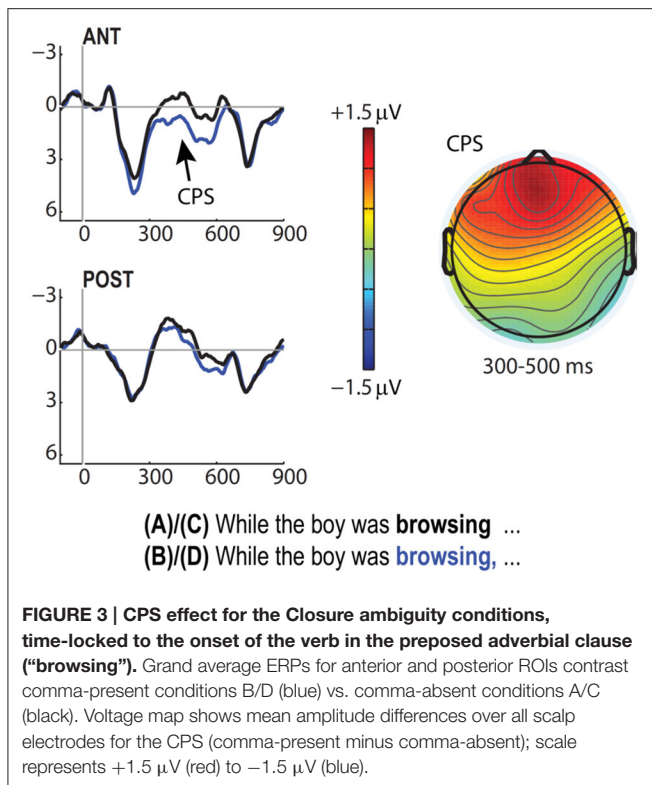 ANT
−3
0
3
6
CPS
0 300 600 900
POST
−3
0
3
6
0 300 600 900
+1.5 µV
−1.5 µV
CPS
300-500 ms
(A)/(C) While the boy was browsing ...
(B)/(D) While the boy was browsing, ...
FIGURE 3 | CPS effect for the Closure ambiguity conditions,
time-locked to the onset of the verb in the preposed adverbial clause
(“browsing”). Grand average ERPs for anterior and posterior ROIs contrast
comma-present conditions B/D (blue) vs. comma-absent conditions A/C
(black). Voltage map shows mean amplitude differences over all scalp
electrodes for the CPS (comma-present minus comma-absent); scale
represents +1.5 µV (red) to −1.5 µV (blue).